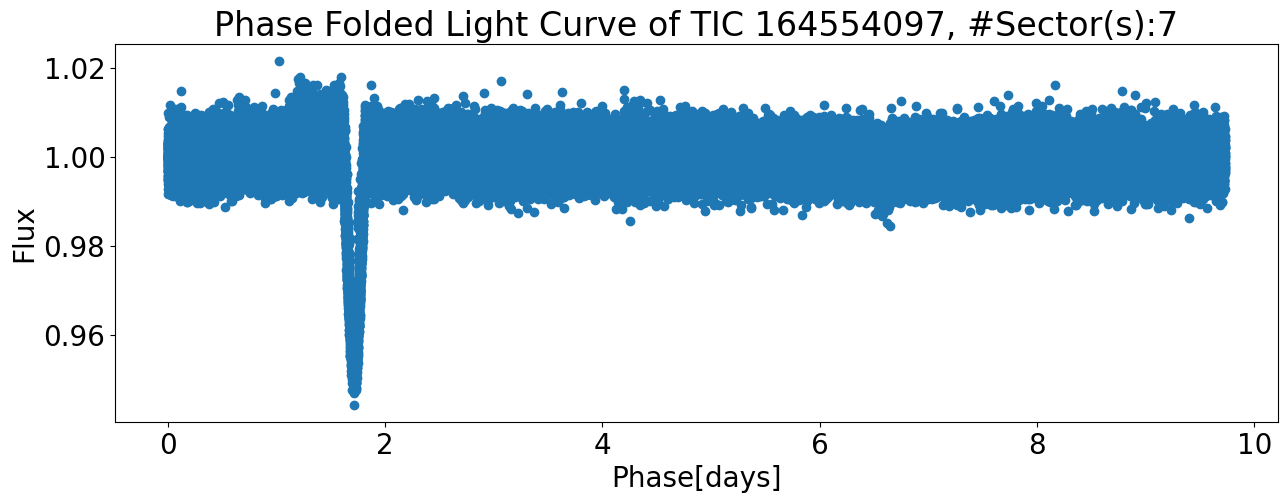 Phase Folded Light Curve of TIC 164554097, #Sector(s):7
1.02
1.00
0.98
0.96
Flux
0 2 4 6 8 10
Phase[days]